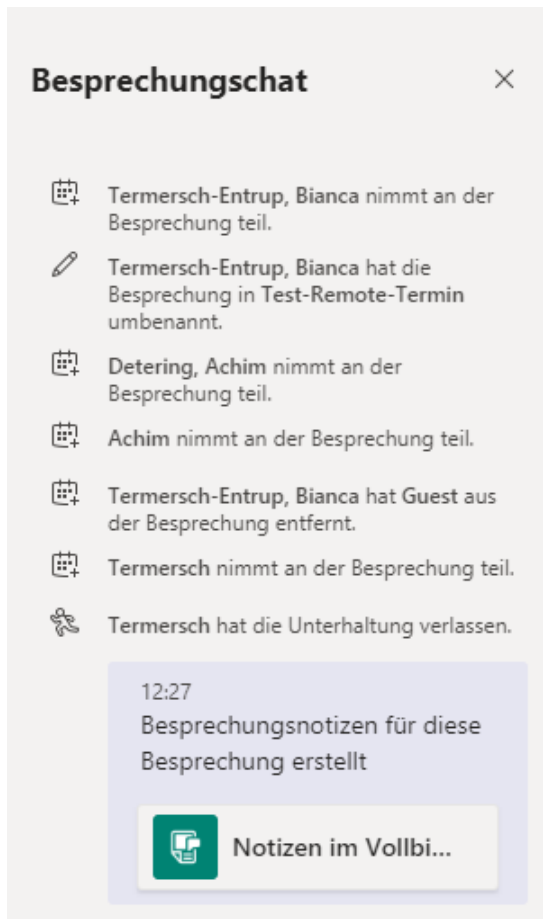 Besprechungschat
Termersch-Entrup, Bianca nimmt an der
Besprechung teil.
Termersch-Entrup, Bianca hat die
Besprechung in Test-Remote-Termin
umbenannt.
Detering, Achim nimmt an der
Besprechung teil.
Achim nimmt an der Besprechung teil.
Termersch-Entrup, Bianca hat Guest aus
der Besprechung entfernt.
Termersch nimmt an der Besprechung teil.
Termersch hat die Unterhaltung verlassen.
12:27
Besprechungsnotizen für diese
Besprechung erstellt
Notizen im Vollbi...